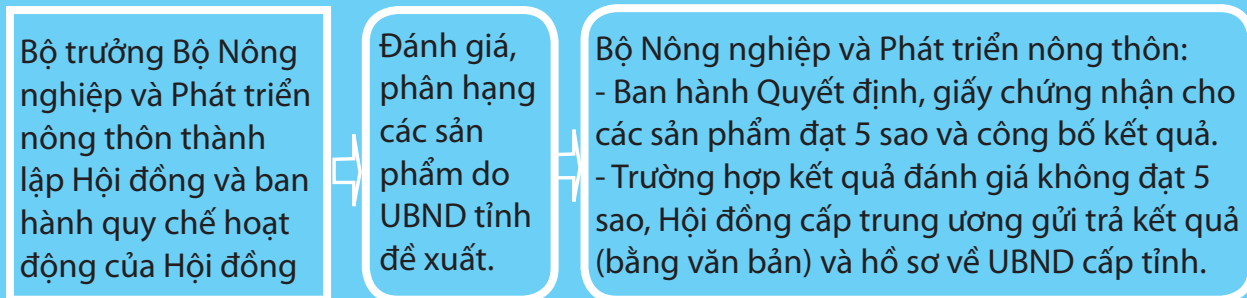 Bộ trưởng Bộ Nông
nghiệp và Phát triển
nông thôn thành
lập Hội đồng và ban
hành quy chế hoạt
động của Hội đồng
Đánh giá,
phân hạng
các sản
phẩm do
UBND tỉnh
đề xuất.
Bộ Nông nghiệp và Phát triển nông thôn:
- Ban hành Quyết định, giấy chứng nhận cho
các sản phẩm đạt 5 sao và công bố kết quả.
- Trường hợp kết quả đánh giá không đạt 5
sao, Hội đồng cấp trung ương gửi trả kết quả
(bằng văn bản) và hồ sơ về UBND cấp tỉnh.